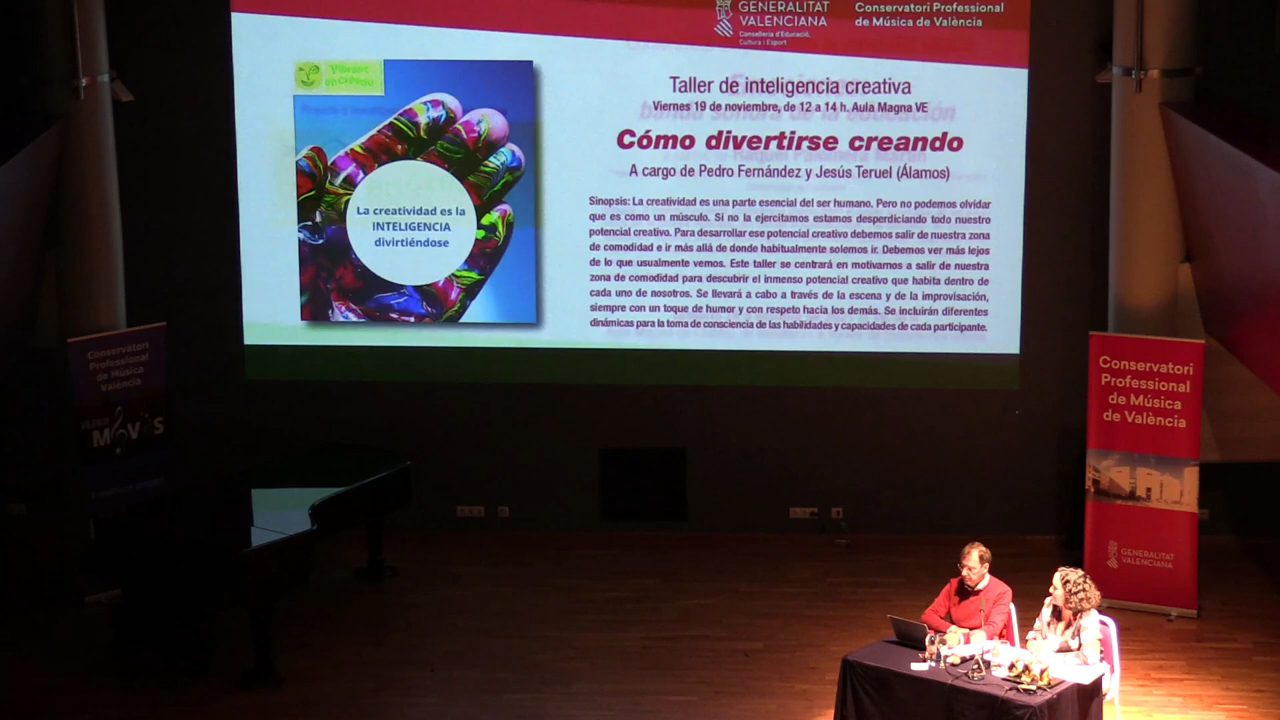 GENERALITAT
VALENCIANA
Conselleria d'Educació,
Cultura i Esport
Conservatori Professional
de Música de València
Vibrant
en Creació
Taller de inteligencia creativa
Viernes 19 de noviembre, de 12 a 14 h. Aula Magna VE
Cómo divertirse creando
A cargo de Pedro Fernández y Jesús Teruel (Álamos)
La creatividad es la
INTELIGENCIA
divirtiéndose
Sinopsis: La creatividad es una parte esencial del ser humano. Pero no podemos olvidar
que es como un músculo. Si no la ejercitamos estamos desperdiciando todo nuestro
potencial creativo. Para desarrollar ese potencial creativo debemos salir de nuestra zona
de comodidad e ir más allá de donde habitualmente solemos ir. Debemos ver más lejos
de lo que usualmente vemos. Este taller se centrará en motivarnos a salir de nuestra
zona de comodidad para descubrir el inmenso potencial creativo que habita dentro de
cada uno de nosotros. Se llevará a cabo a través de la escena y de la improvisación,
siempre con un toque de humor y con respeto hacia los demás. Se incluirán diferentes
dinámicas para la toma de consciencia de las habilidades y capacidades de cada participante.
Conservatori
Professional
de Música
València
Conservatori
Professional
de Música
de València
GENERALITAT
VALENCIANA